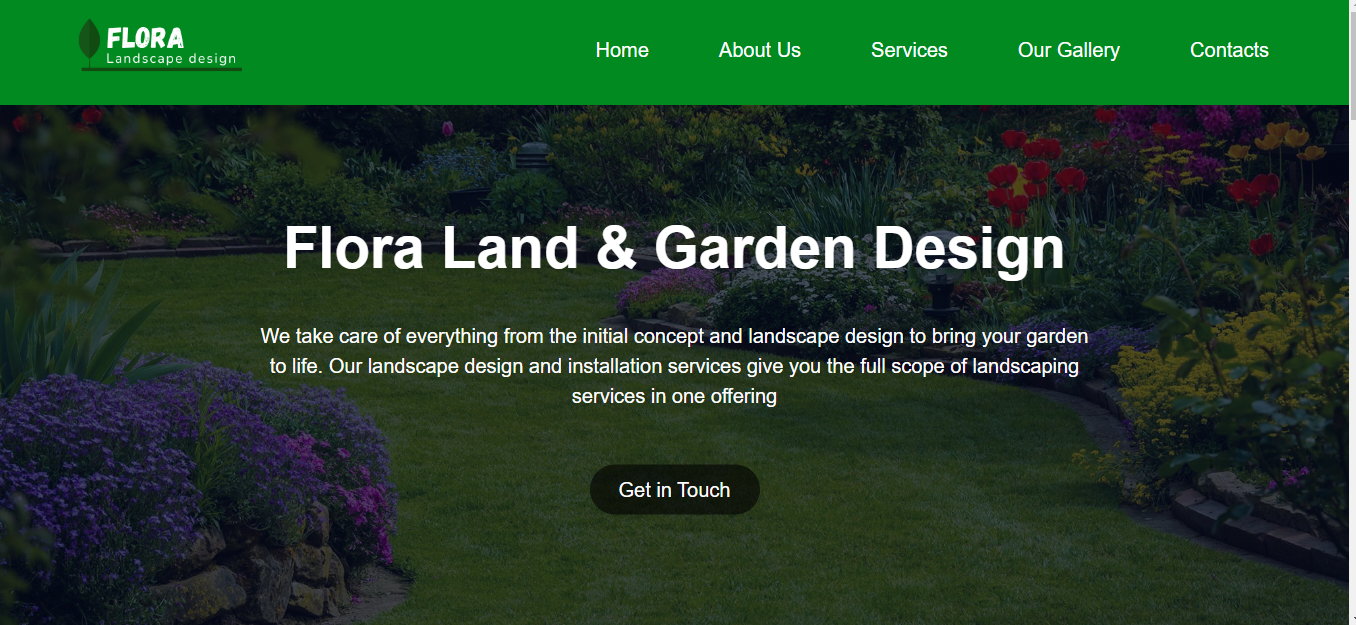 FLORA
Landscape design
Home About Us Services Our Gallery Contacts
Flora Land & Garden Design
We take care of everything from the initial concept and landscape design to bring your garden
to life. Our landscape design and installation services give you the full scope of landscaping
services in one offering
Get in Touch